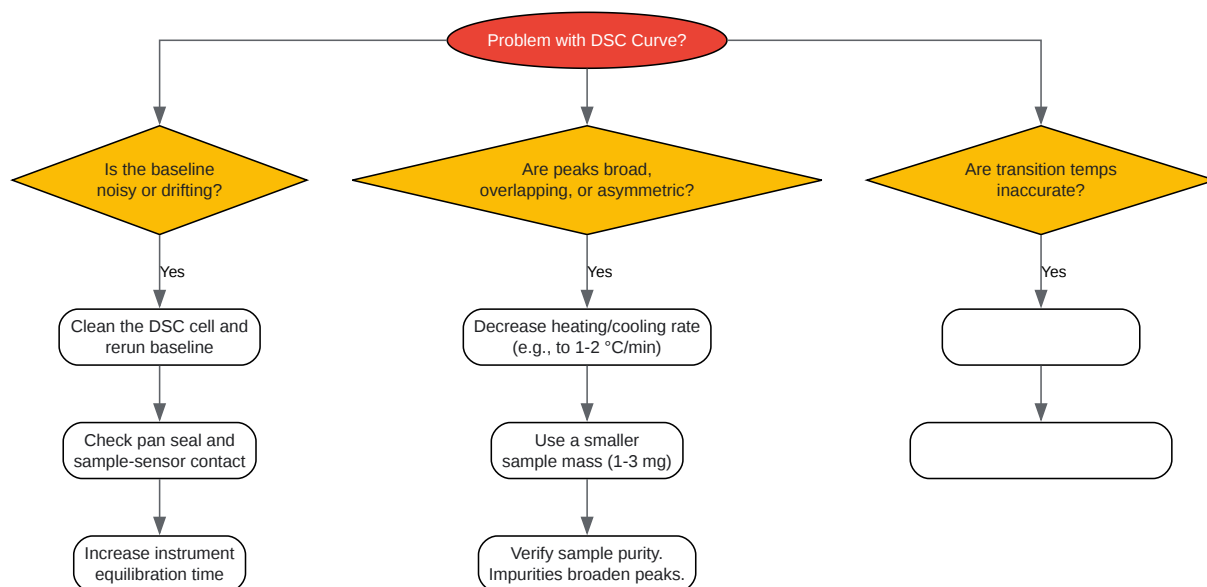 Problem with DSC Curve?
Is the baseline
noisy or drifting?
Are peaks broad,
overlapping, or asymmetric?
Are transition temps
inaccurate?
Yes
Yes
Yes
Clean the DSC cell and
rerun baseline
Decrease heating/cooling rate
(e.g., to 1-2 °C/min)
Check pan seal and
sample-sensor contact
Use a smaller
sample mass (1-3 mg)
Increase instrument
equilibration time
Verify sample purity.
Impurities broaden peaks.